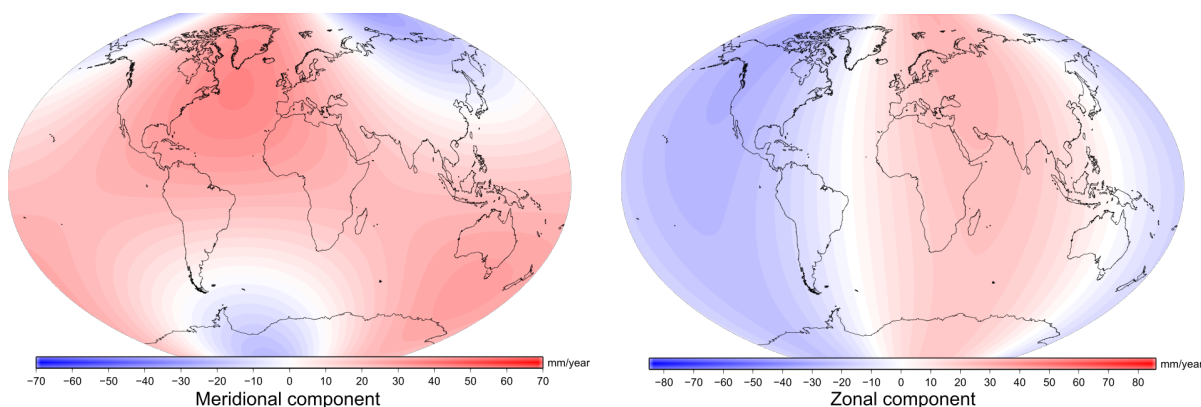 −70 −60 −50 −40 −30 −20 −10 0 10 20 30 40 50 60 70 mm/year
Meridional component
−80 −70 −60 −50 −40 −30 −20 −10 0 10 20 30 40 50 60 70 80 mm/year
Zonal component